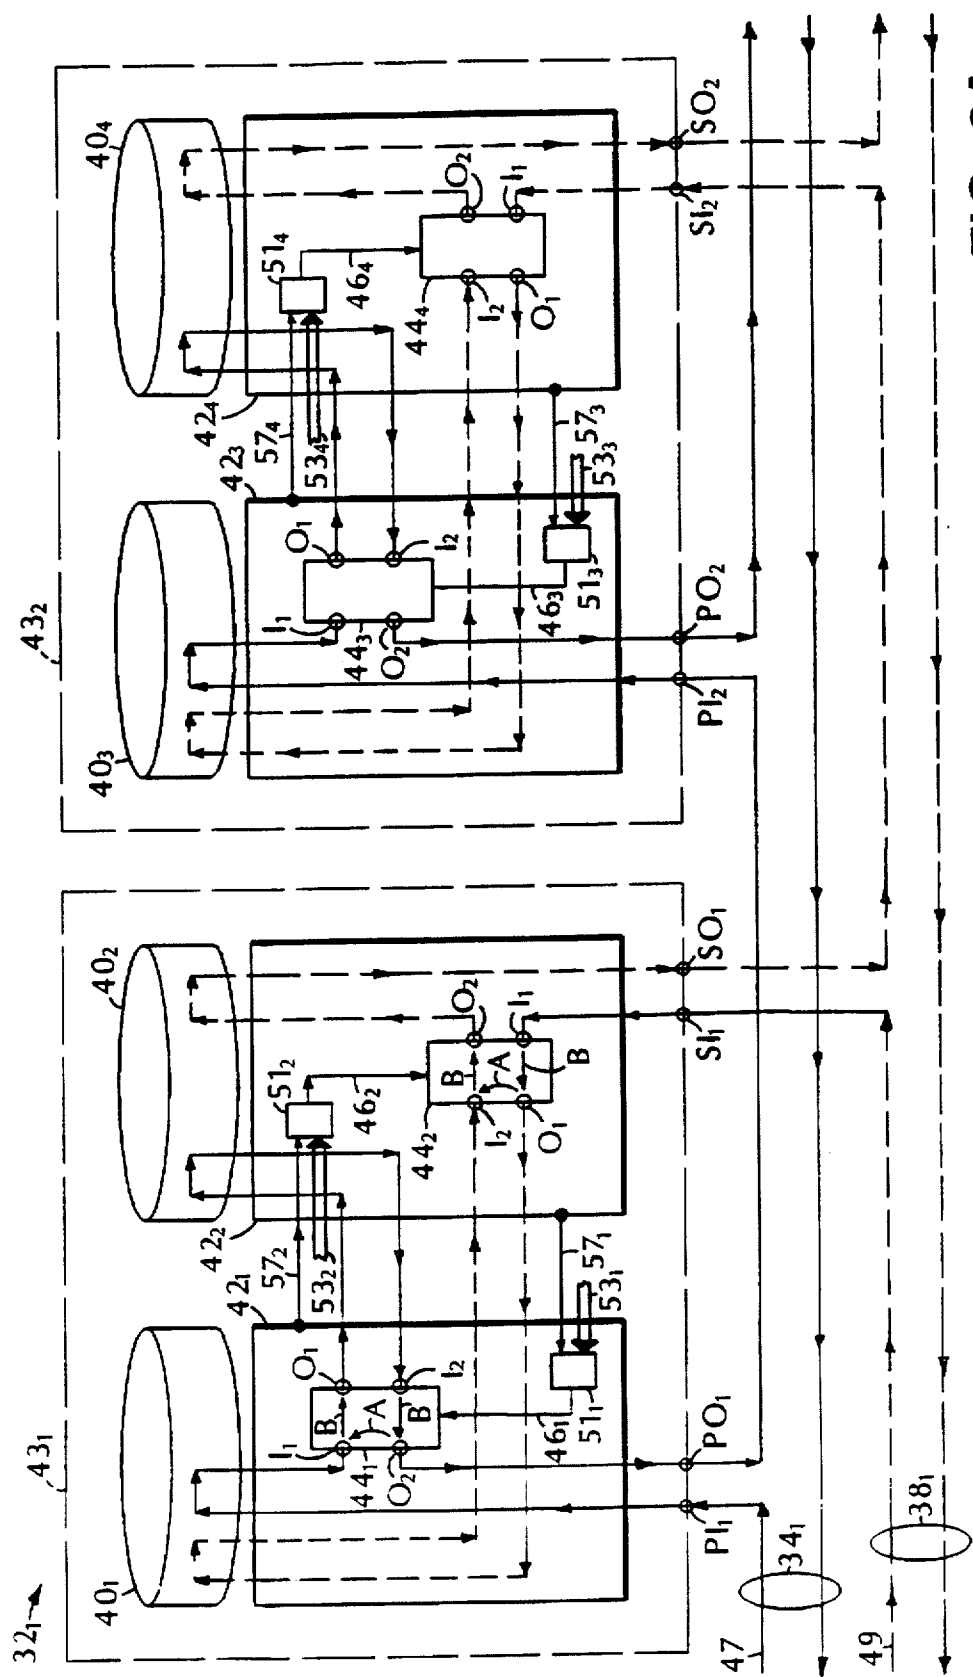 32₁
43₁
43₂
40₁
40₂
40₃
40₄
42₁
57₂
53₂
42₂
42₃
57₄
53₄
42₄
O₁
I₂
I₁
44₁
O₂
B
A
B
46₁
51₁
57₁
53₁
51₂
46₂
44₂
O₂
I₁
I₂
O₁
B
A
B
O₁
I₂
I₁
44₃
O₂
46₃
51₃
57₃
53₃
51₄
46₄
44₄
O₂
I₁
I₂
O₁
PI₁
PO₁
SI₁
SO₁
PI₂
PO₂
SI₂
SO₂
47
34₁
49
38₁